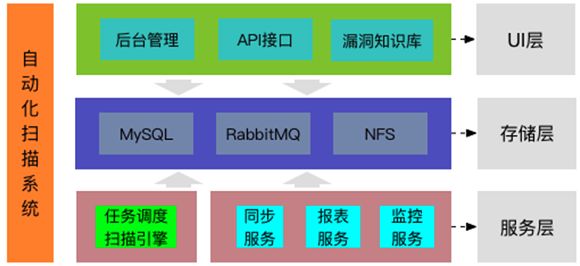 自动化扫描系统
后台管理
API接口
漏洞知识库
UI层
MySQL
RabbitMQ
NFS
存储层
任务调度
扫描引擎
同步
服务
报表
服务
监控
服务
服务层